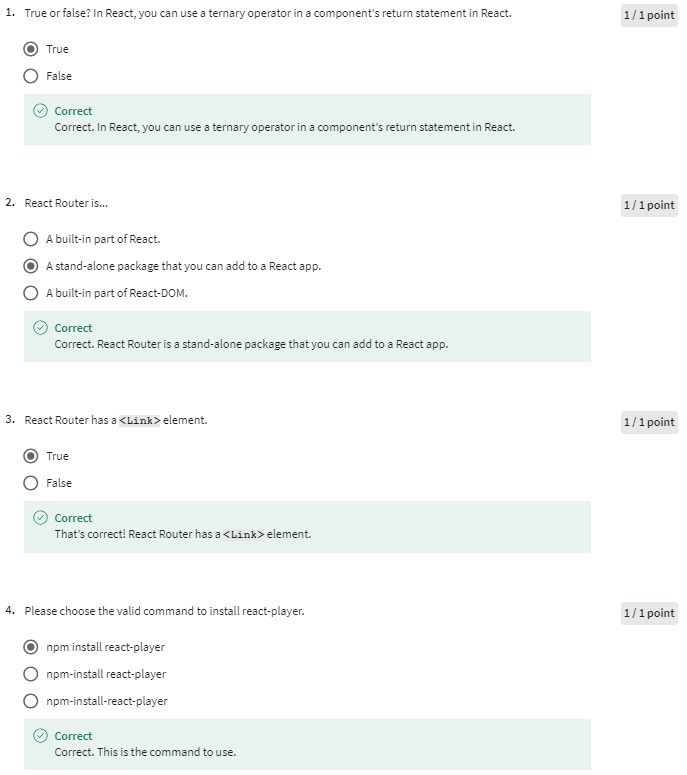 1. True or false? In React, you can use a ternary operator in a component's return statement in React.
1 / 1 point
True
False
Correct
Correct. In React, you can use a ternary operator in a component's return statement in React.
2. React Router is...
1 / 1 point
A built-in part of React.
A stand-alone package that you can add to a React app.
A built-in part of React-DOM.
Correct
Correct. React Router is a stand-alone package that you can add to a React app.
3. React Router has a <Link> element.
1 / 1 point
True
False
Correct
That's correct! React Router has a <Link> element.
4. Please choose the valid command to install react-player.
1 / 1 point
npm install react-player
npm-install react-player
npm-install-react-player
Correct
Correct. This is the command to use.